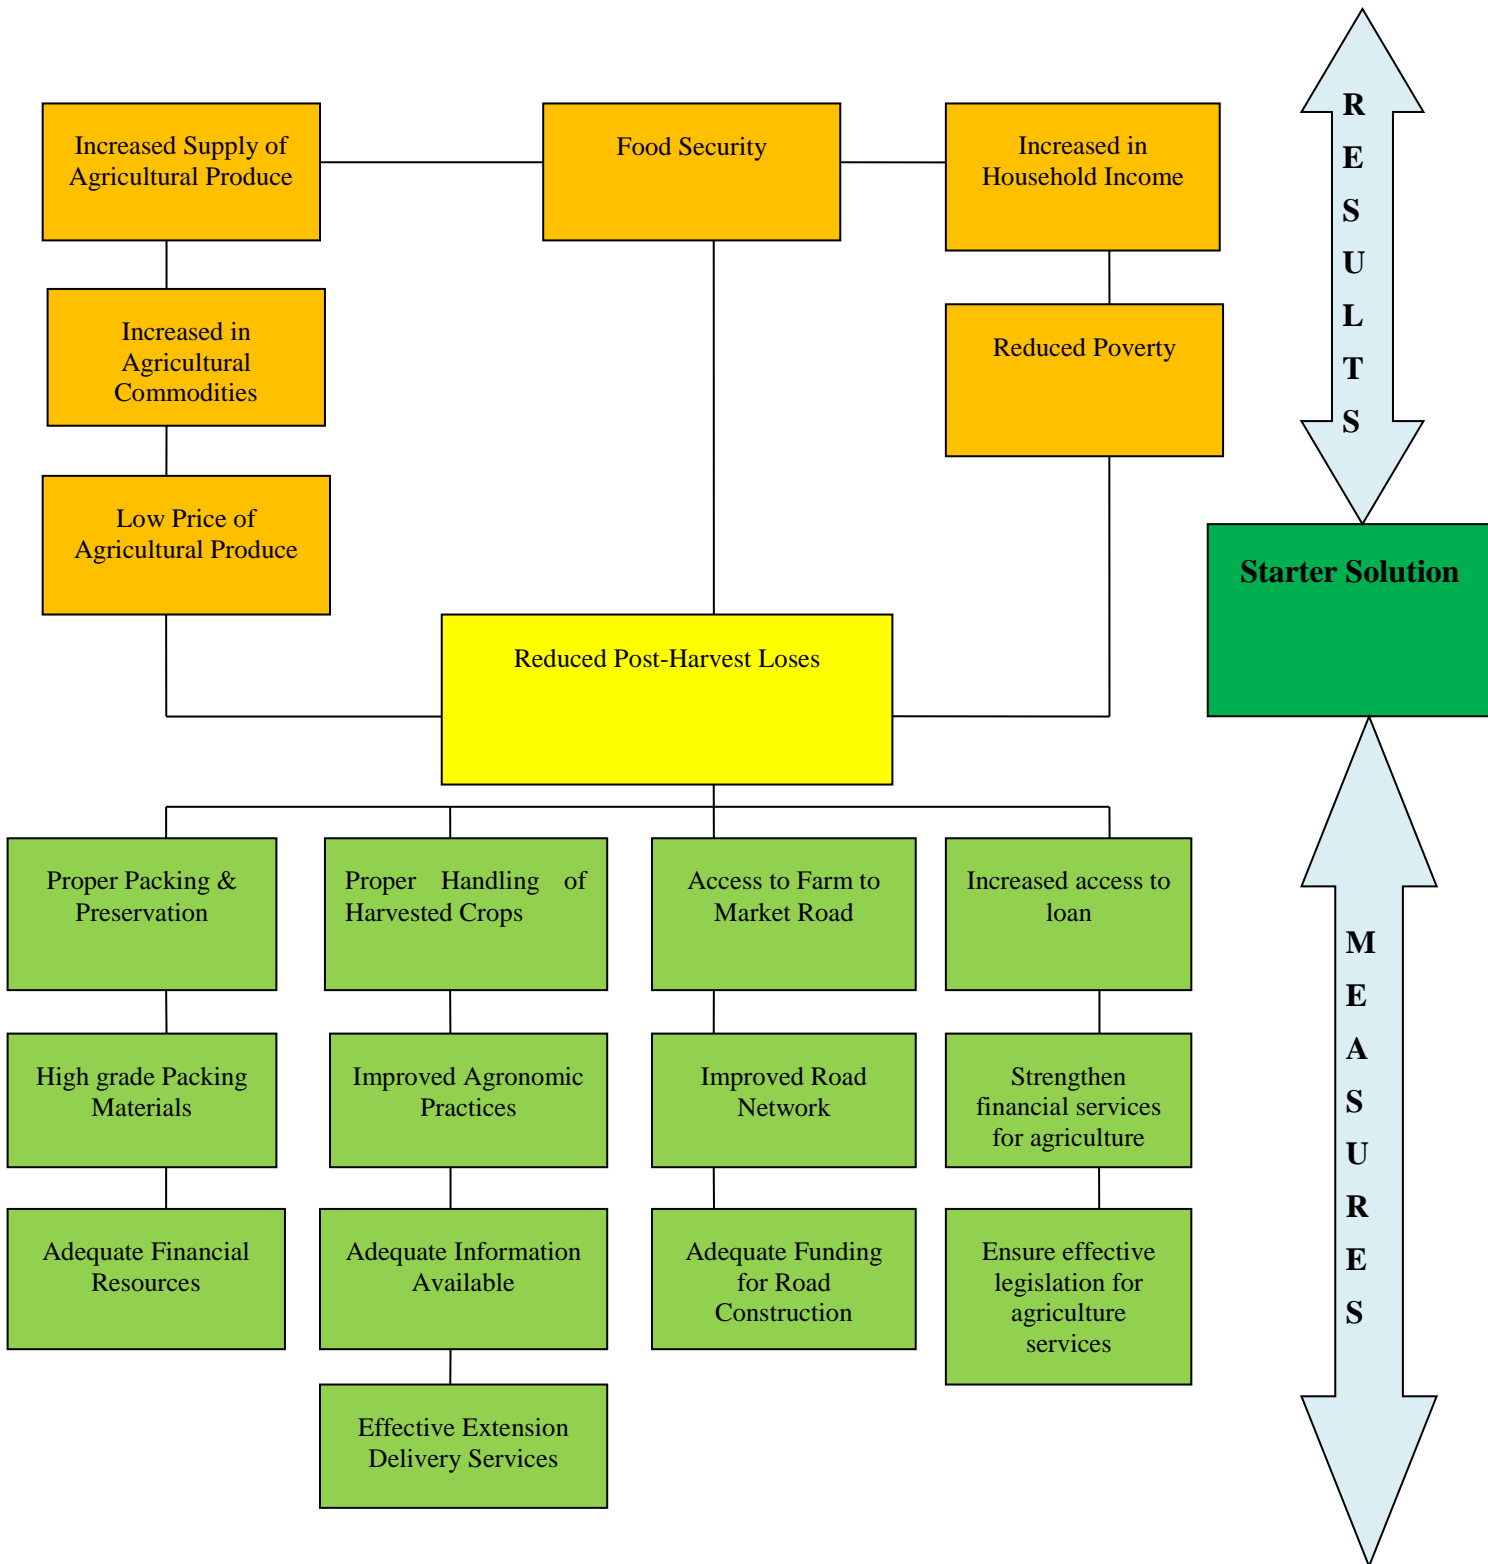 Increased Supply of
Agricultural Produce
Food Security
Increased in
Household Income
Increased in
Agricultural
Commodities
Reduced Poverty
Low Price of
Agricultural Produce
R
E
S
U
L
T
S
Starter Solution
Reduced Post-Harvest Loses
Proper Packing &
Preservation
Proper Handling of
Harvested Crops
Access to Farm to
Market Road
Increased access to
loan
High grade Packing
Materials
Improved Agronomic
Practices
Improved Road
Network
Strengthen
financial services
for agriculture
Adequate Financial
Resources
Adequate Information
Available
Adequate Funding
for Road
Construction
Ensure effective
legislation for
agriculture
services
Effective Extension
Delivery Services
M
E
A
S
U
R
E
S